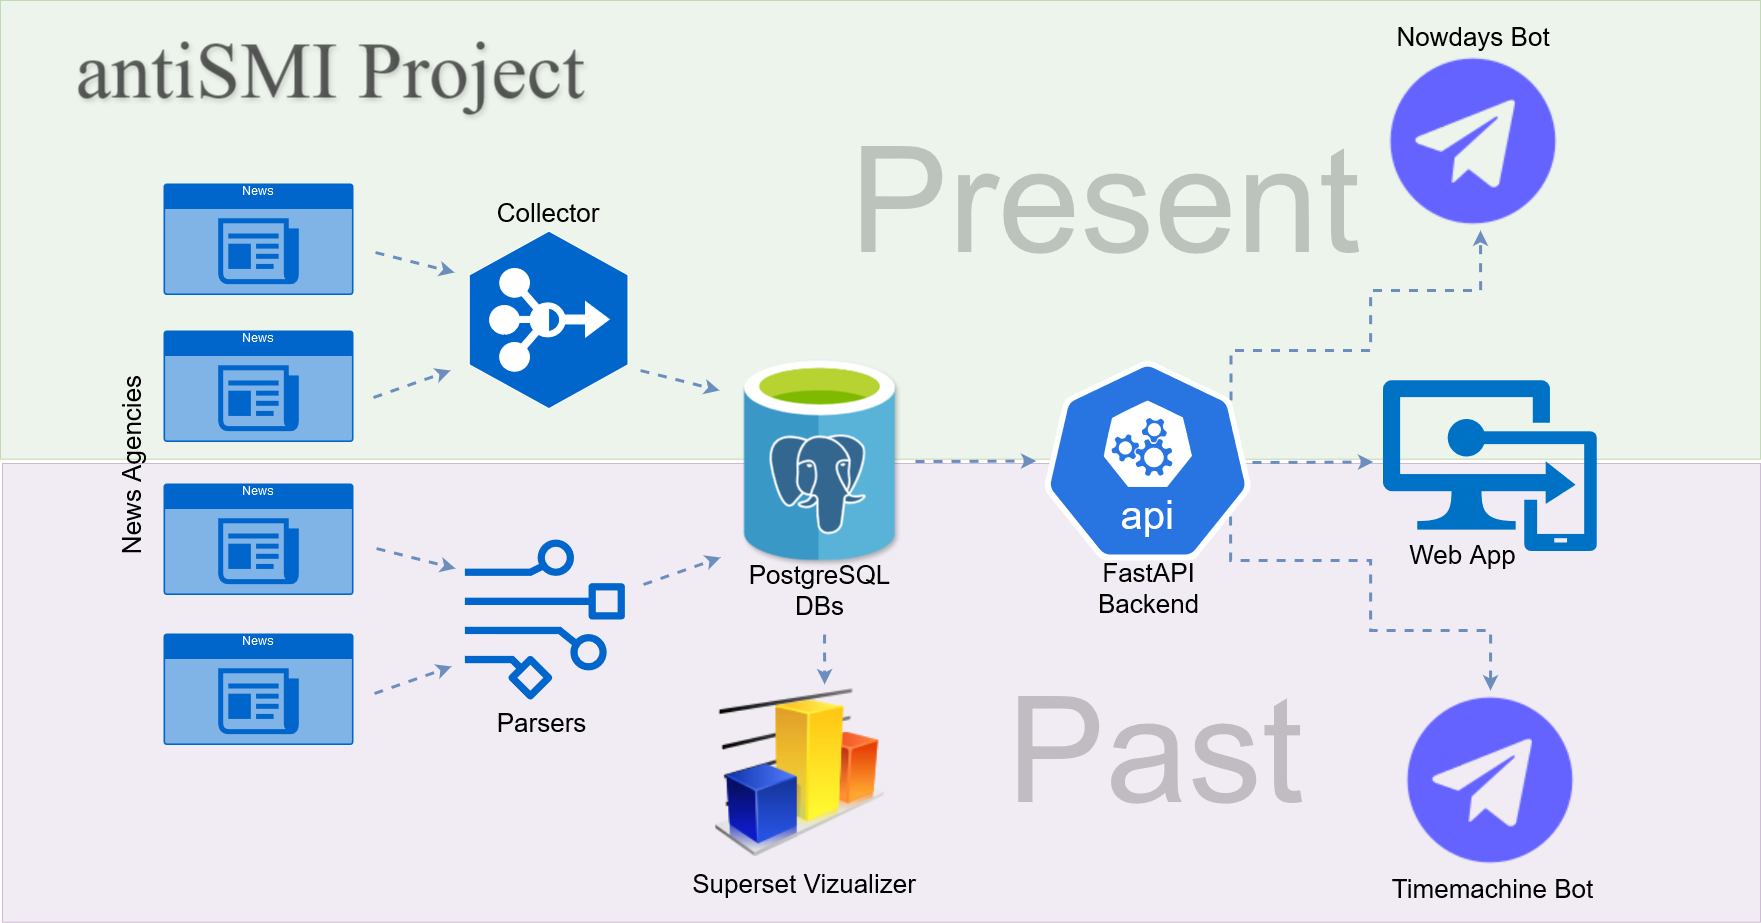 antiSMI Project
Nowdays Bot
Present
News
Collector
News
News Agencies
News
api
PostgreSQL
DBs
FastAPI
Backend
Web App
News
Parsers
Past
Superset Vizualizer
Timemachine Bot